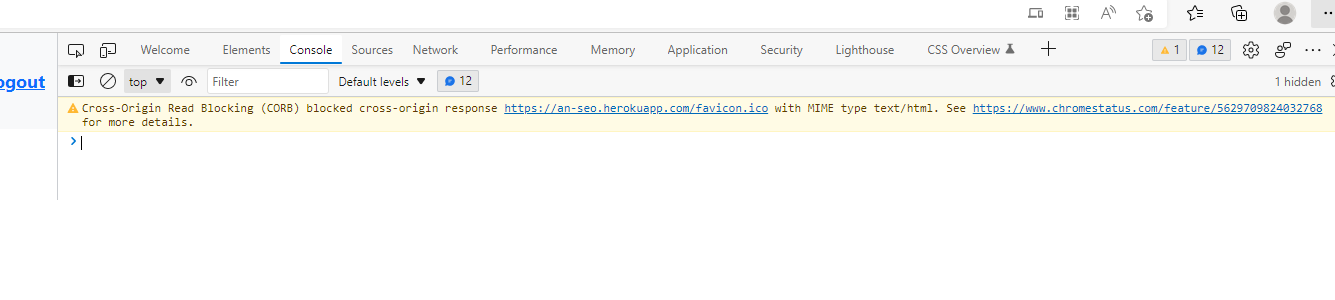 Welcome Elements Console Sources Network Performance Memory Application Security Lighthouse CSS Overview 1 12
ogout
top Filter Default levels 12 1 hidden
Cross-Origin Read Blocking (CORB) blocked cross-origin response https://an-seo.herokuapp.com/favicon.ico with MIME type text/html. See https://www.chromestatus.com/feature/5629709824032768
for more details.